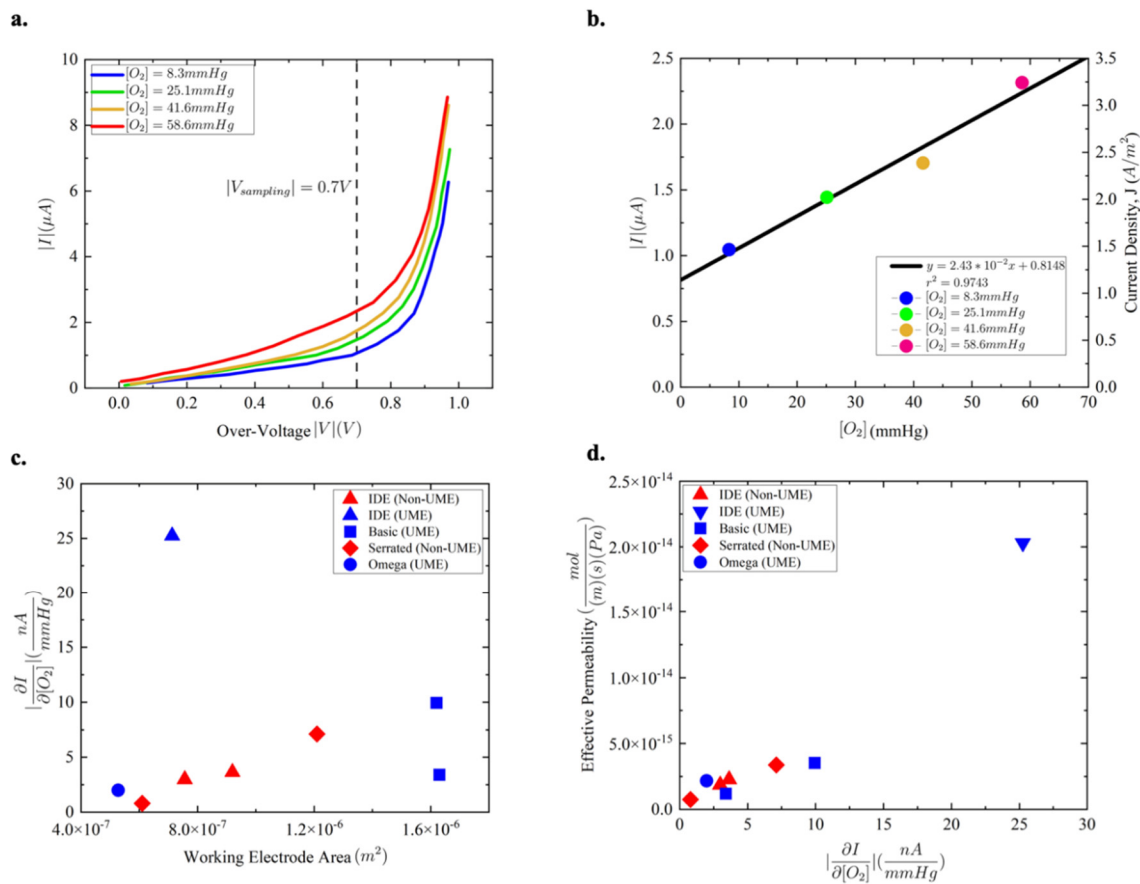 a.
10
8
6
4
2
0
|I|(μA)
[O₂] = 8.3mmHg
[O₂] = 25.1mmHg
[O₂] = 41.6mmHg
[O₂] = 58.6mmHg
|V_sampling| = 0.7V
0.0 0.2 0.4 0.6 0.8 1.0
Over-Voltage |V|(V)
b.
2.5
2.0
1.5
1.0
0.5
0.0
|I|(μA)
3.5
3.0
2.5
2.0
1.5
1.0
0.5
0.0
Current Density, J (A/m²)
y = 2.43 * 10⁻²x + 0.8148
r² = 0.9743
[O₂] = 8.3mmHg
[O₂] = 25.1mmHg
[O₂] = 41.6mmHg
[O₂] = 58.6mmHg
0 10 20 30 40 50 60 70
[O₂] (mmHg)
c.
30
25
20
15
10
5
0
|∂I/∂[O₂]|(nA/mmHg)
IDE (Non-UME)
IDE (UME)
Basic (UME)
Serrated (Non-UME)
Omega (UME)
4.0×10⁻⁷ 8.0×10⁻⁷ 1.2×10⁻⁶ 1.6×10⁻⁶
Working Electrode Area (m²)
d.
2.5×10⁻¹⁴
2.0×10⁻¹⁴
1.5×10⁻¹⁴
1.0×10⁻¹⁴
5.0×10⁻¹⁵
0.0
Effective Permeability (mol/(m)(s)(Pa))
IDE (Non-UME)
IDE (UME)
Basic (UME)
Serrated (Non-UME)
Omega (UME)
0 5 10 15 20 25 30
|∂I/∂[O₂]|(nA/mmHg)